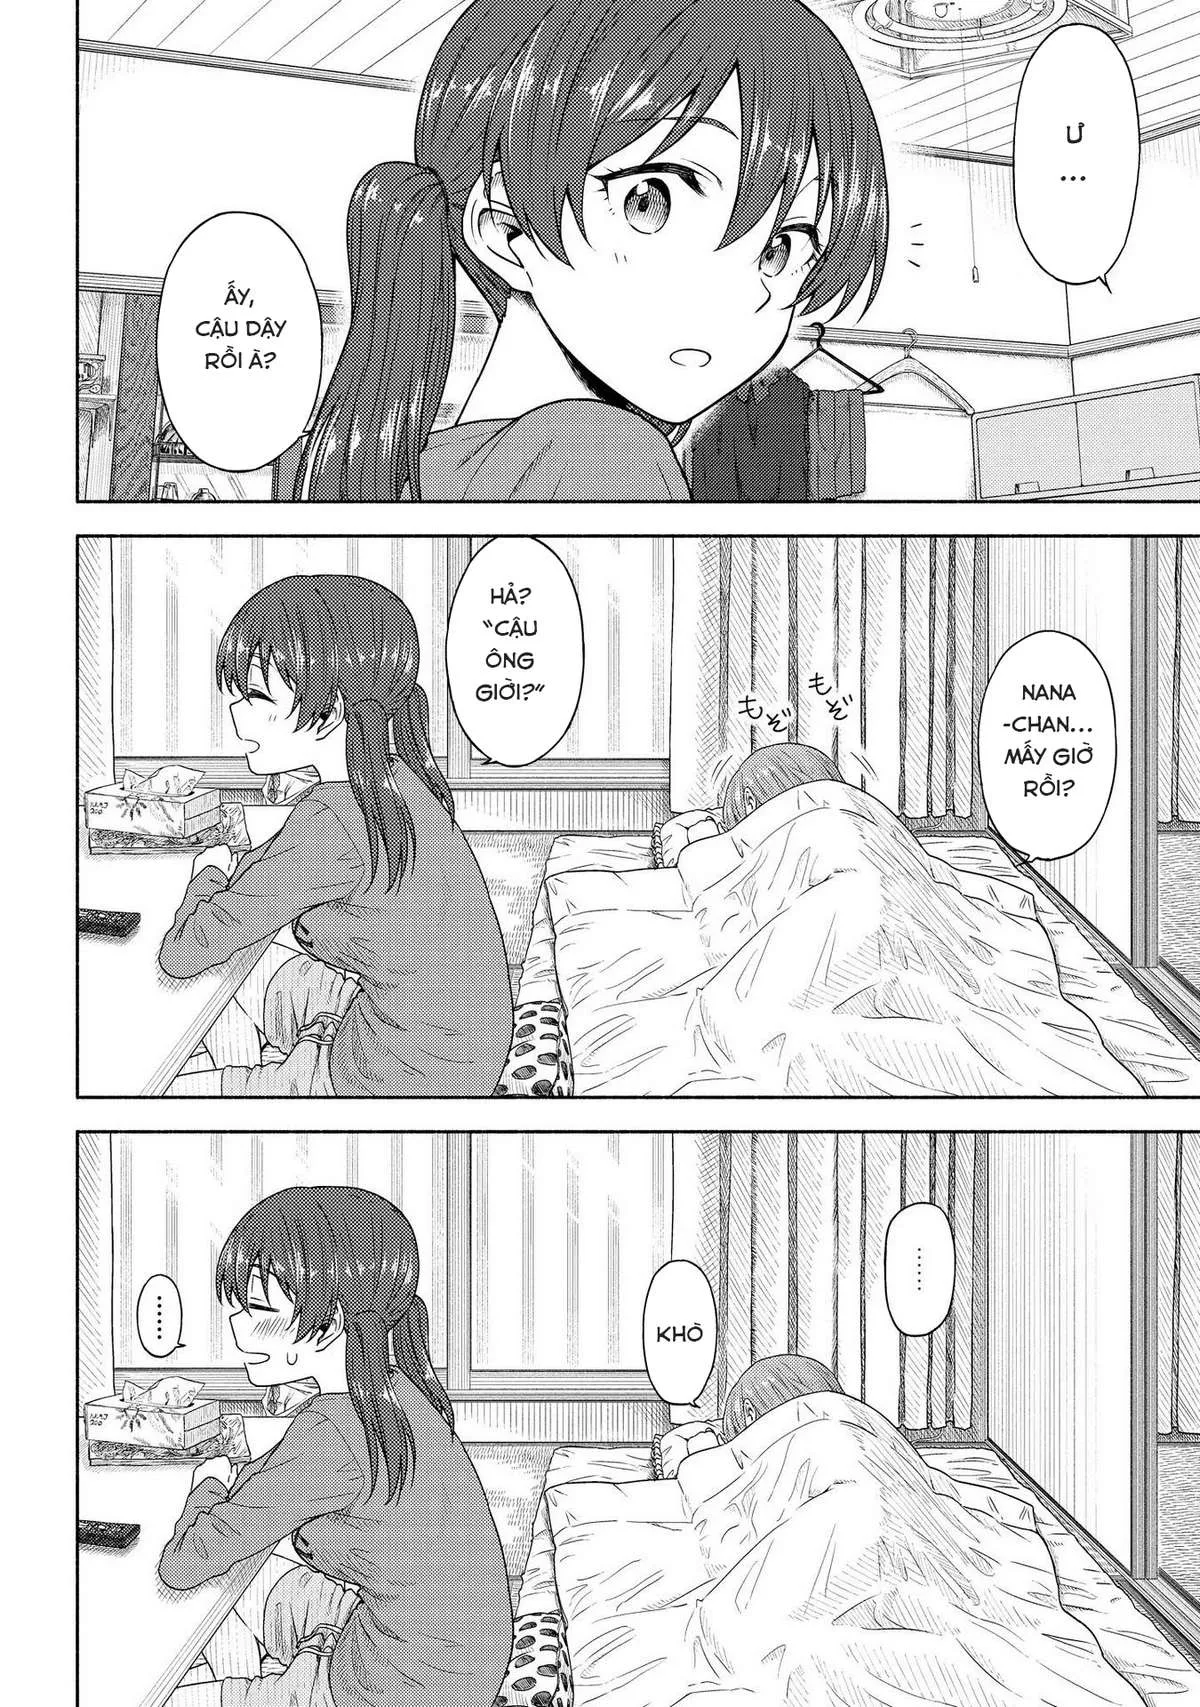 Ư
...
ẤY,
CẬU DẬY
RỒI À?
NANA
-CHAN...
MẤY GIỜ
RỒI?
もぞ
もぞ
HẢ?
"CẬU
ÔNG
GIỜI?"
.......
KHÒ
.....